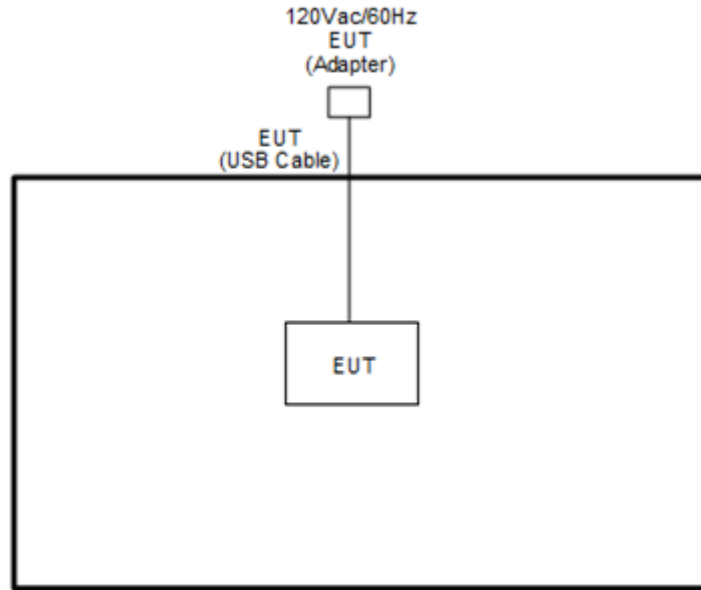 120Vac/60Hz
EUT
(Adapter)
EUT
(USB Cable)
EUT